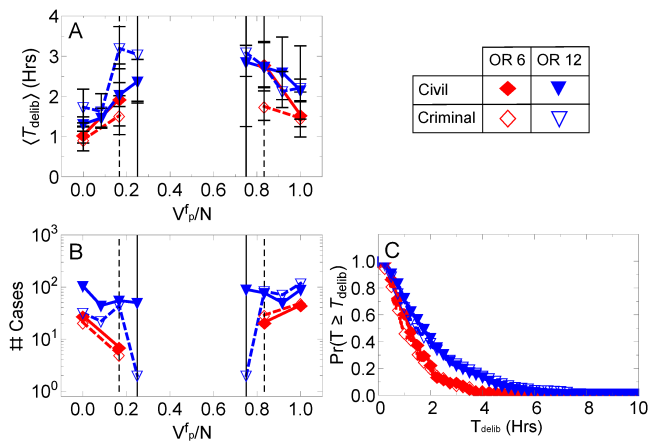 A
4
3
2
1
0
⟨T_delib⟩ (Hrs)
0.0 0.2 0.4 0.6 0.8 1.0
V^f_p/N
OR 6 OR 12
Civil
Criminal
B
10^3
10^2
10^1
10^0
# Cases
0.0 0.2 0.4 0.6 0.8 1.0
V^f_p/N
C
1.0
0.8
0.6
0.4
0.2
0.0
Pr(T ≥ T_delib)
0 2 4 6 8 10
T_delib (Hrs)